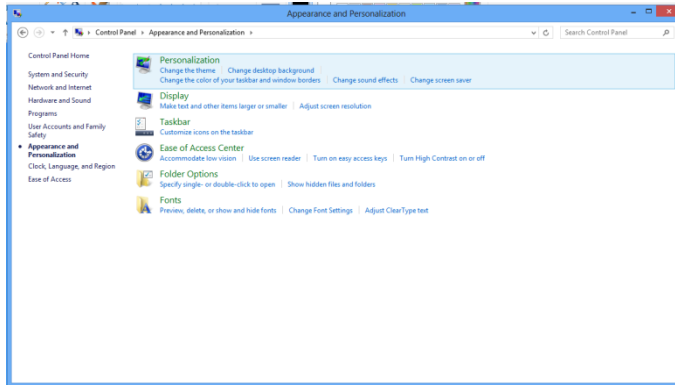 Appearance and Personalization
Control Panel Appearance and Personalization
Search Control Panel
Control Panel Home
System and Security
Network and Internet
Hardware and Sound
Programs
User Accounts and Family
Safety
Appearance and
Personalization
Clock, Language, and Region
Ease of Access
Personalization
Change the theme Change desktop background
Change the color of your taskbar and window borders Change sound effects Change screen saver
Display
Make text and other items larger or smaller Adjust screen resolution
Taskbar
Customize icons on the taskbar
Ease of Access Center
Accommodate low vision Use screen reader Turn on easy access keys Turn High Contrast on or off
Folder Options
Specify single- or double-click to open Show hidden files and folders
Fonts
Preview, delete, or show and hide fonts Change Font Settings Adjust ClearType text